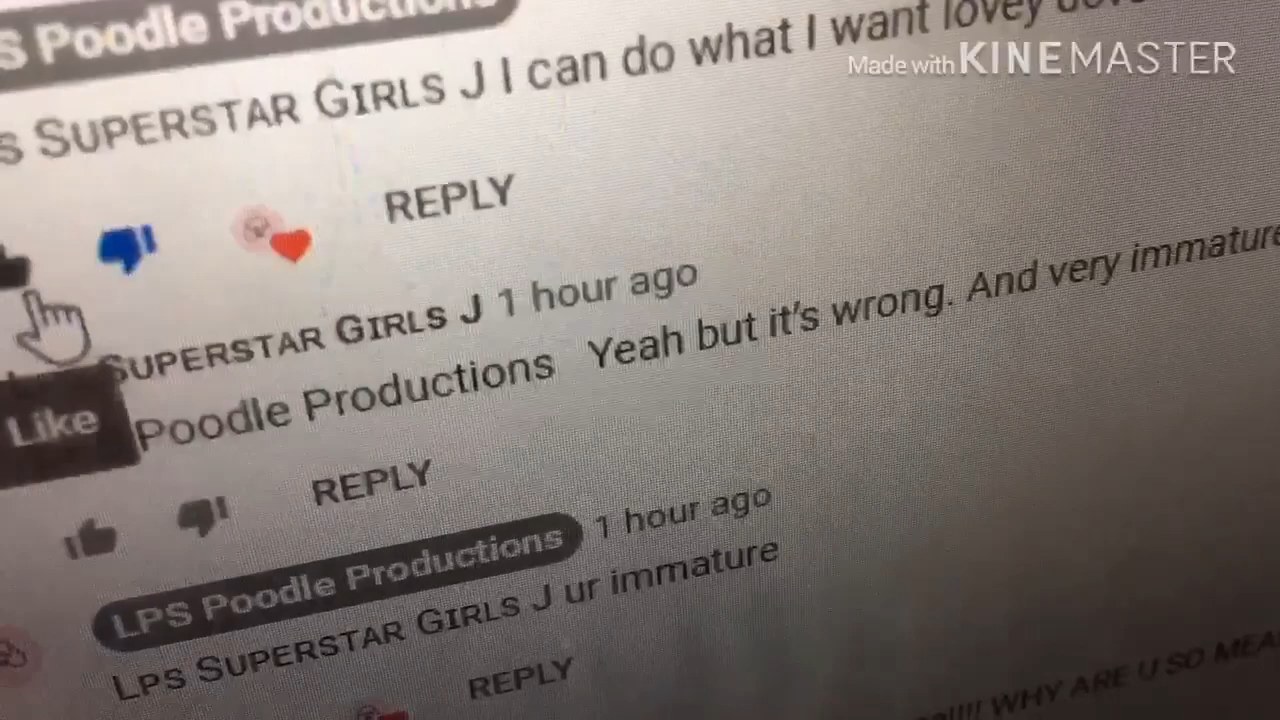 S Poodle Productions
s SUPERSTAR GIRLS J I can do what I want lovey
Made with KINEMASTER
REPLY
SUPERSTAR GIRLS J 1 hour ago
Poodle Productions Yeah but it's wrong. And very immature
Like
REPLY
LPS Poodle Productions 1 hour ago
LPS SUPERSTAR GIRLS J ur immature
REPLY
!!!! WHY ARE U SO MEA